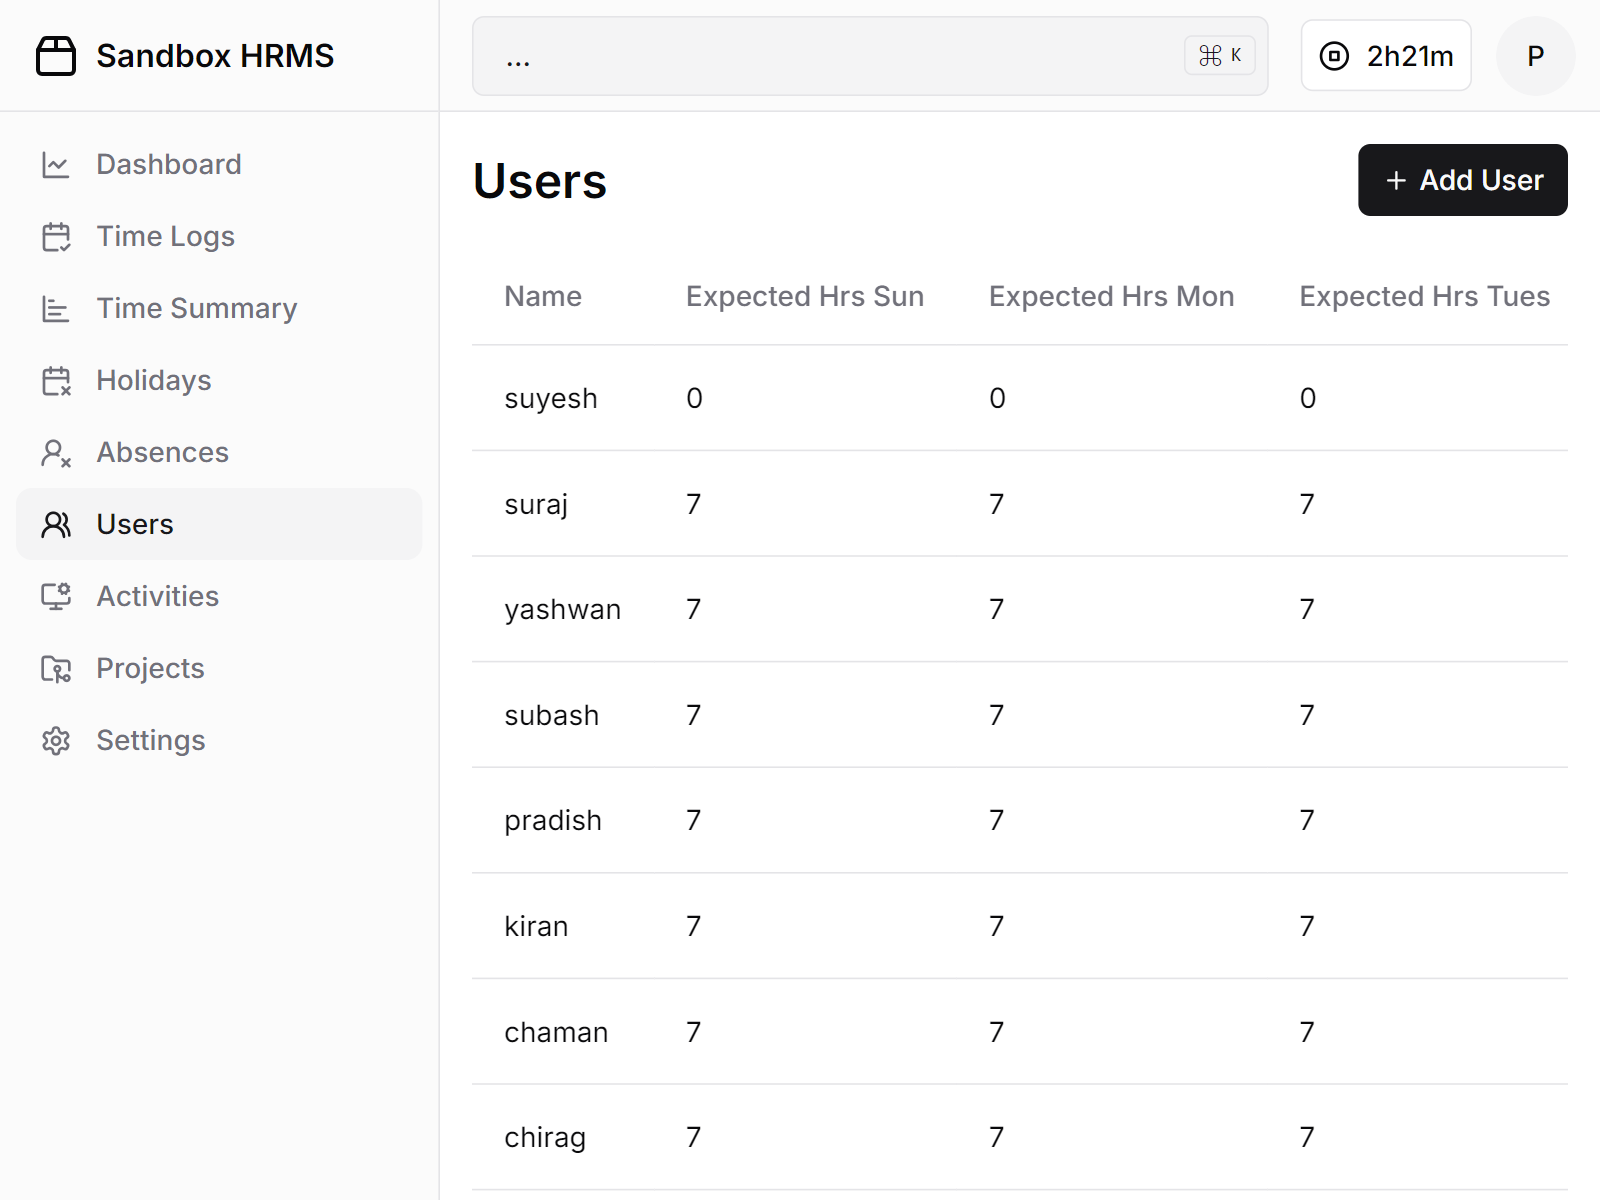 Sandbox HRMS
... ⌘ K
2h21m
P
Dashboard
Time Logs
Time Summary
Holidays
Absences
Users
Activities
Projects
Settings
Users
+ Add User
Name Expected Hrs Sun Expected Hrs Mon Expected Hrs Tues
suyesh 0 0 0
suraj 7 7 7
yashwan 7 7 7
subash 7 7 7
pradish 7 7 7
kiran 7 7 7
chaman 7 7 7
chirag 7 7 7